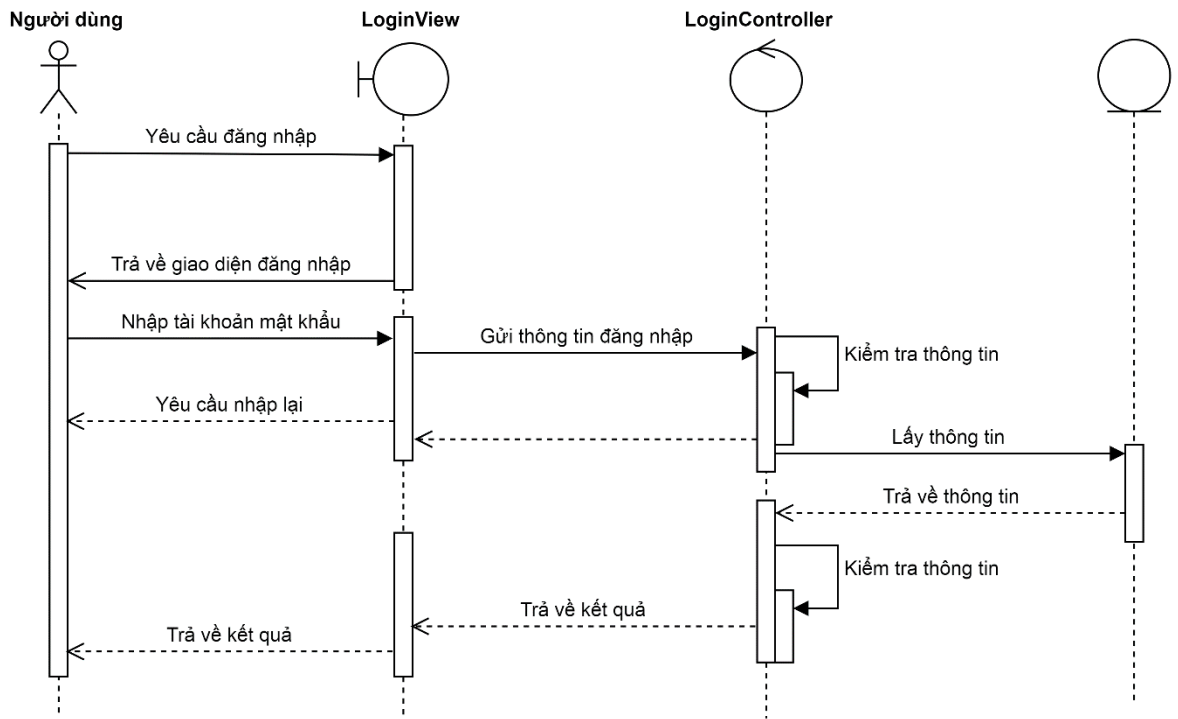 Người dùng
LoginView
LoginController
Yêu cầu đăng nhập
Trả về giao diện đăng nhập
Nhập tài khoản mật khẩu
Gửi thông tin đăng nhập
Kiểm tra thông tin
Yêu cầu nhập lại
Lấy thông tin
Trả về thông tin
Kiểm tra thông tin
Trả về kết quả
Trả về kết quả